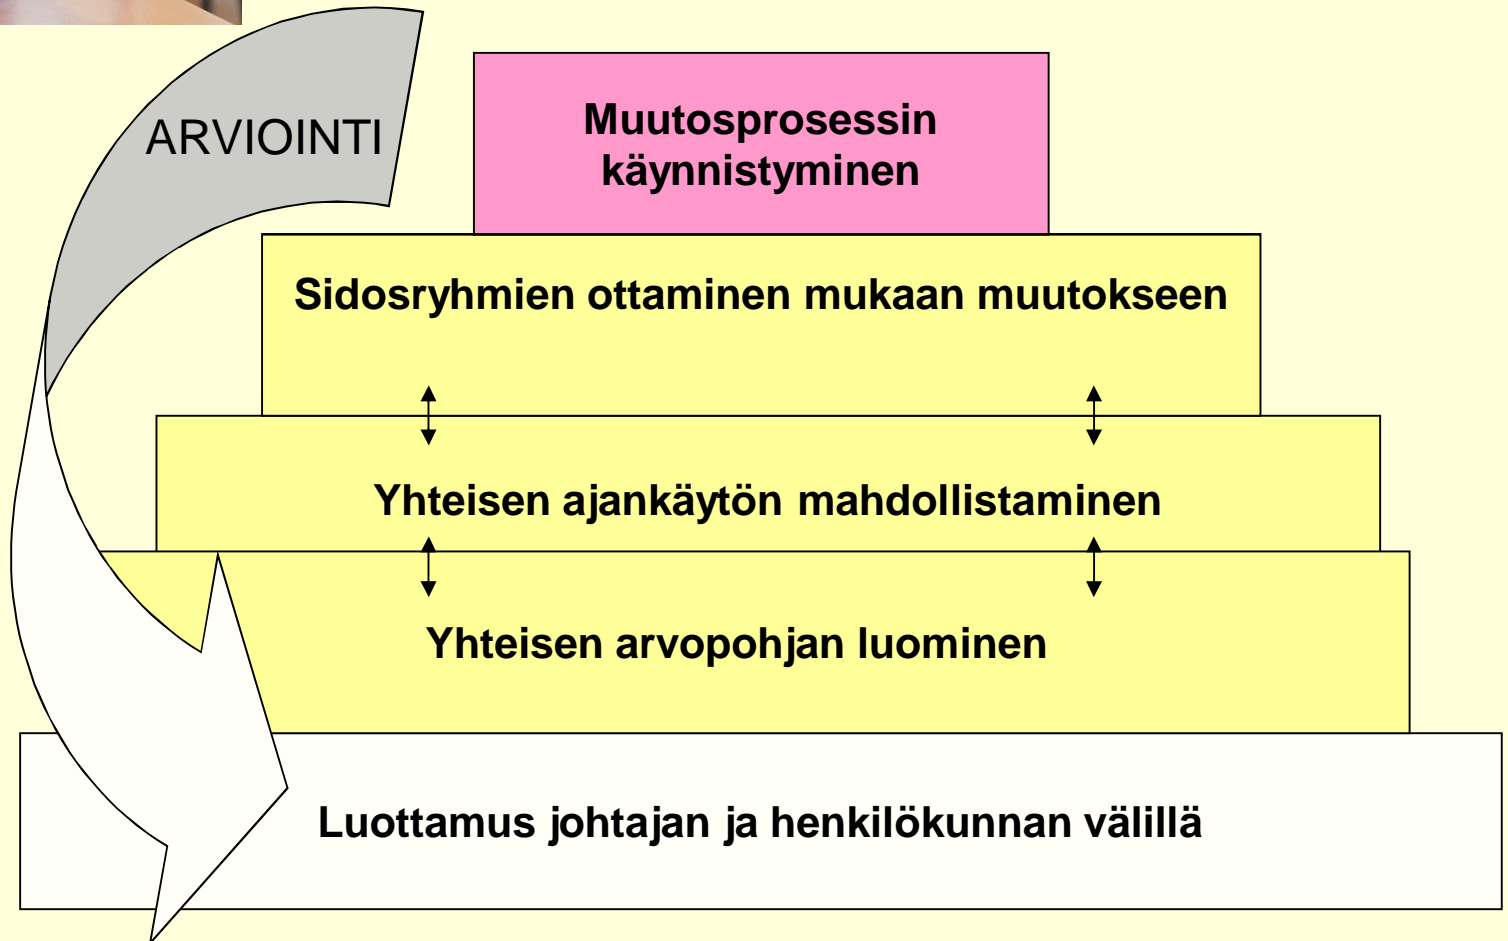 ARVIOINTI
Muutosprosessin
käynnistyminen
Sidosryhmien ottaminen mukaan muutokseen
Yhteisen ajankäytön mahdollistaminen
Yhteisen arvopohjan luominen
Luottamus johtajan ja henkilökunnan välillä